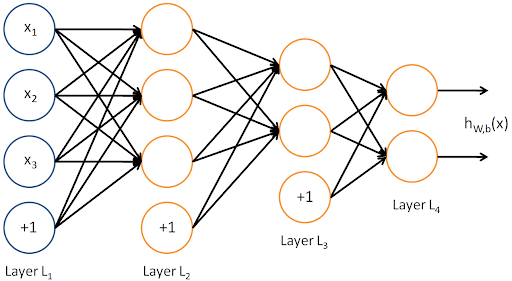 x1
x2
x3
+1
Layer L1
+1
Layer L2
+1
Layer L3
Layer L4
hW,b(x)